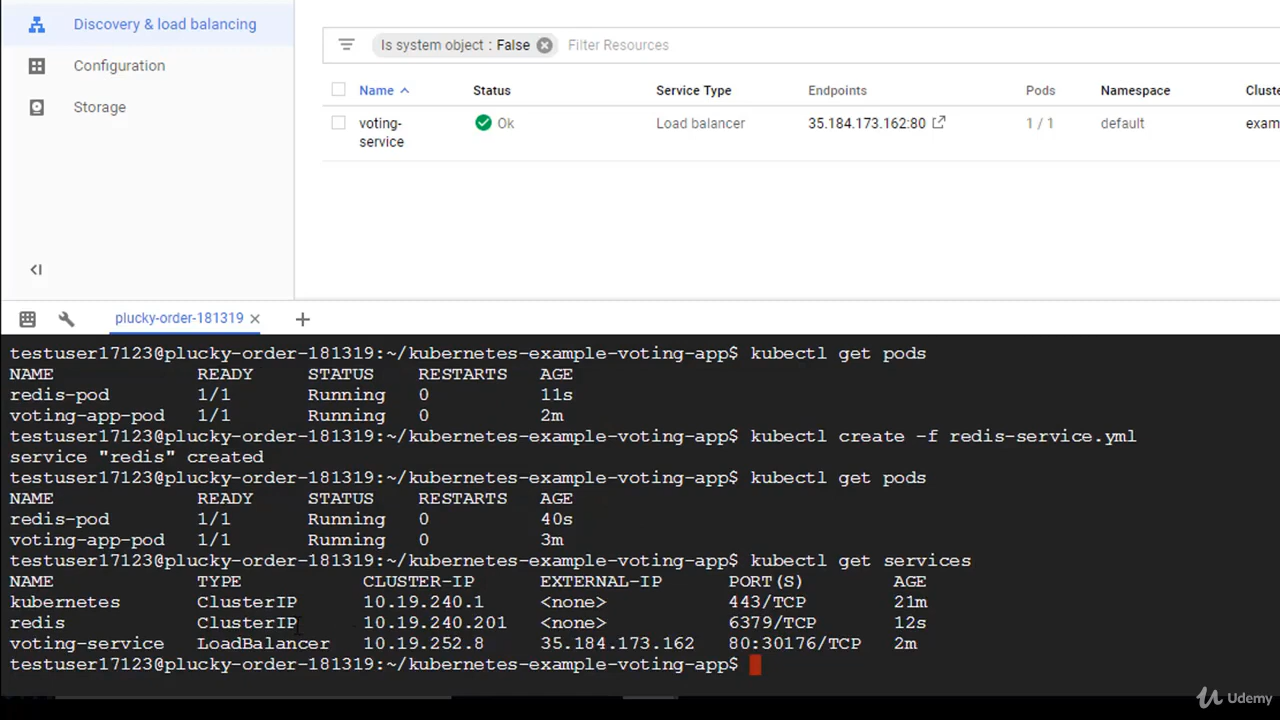 Discovery & load balancing
Configuration
Storage
Is system object : False Filter Resources
Name Status Service Type Endpoints Pods Namespace Cluste
voting-service Ok Load balancer 35.184.173.162:80 1 / 1 default exam
plucky-order-181319
testuser17123@plucky-order-181319:~/kubernetes-example-voting-app$ kubectl get pods
NAME READY STATUS RESTARTS AGE
redis-pod 1/1 Running 0 11s
voting-app-pod 1/1 Running 0 2m
testuser17123@plucky-order-181319:~/kubernetes-example-voting-app$ kubectl create -f redis-service.yml
service "redis" created
testuser17123@plucky-order-181319:~/kubernetes-example-voting-app$ kubectl get pods
NAME READY STATUS RESTARTS AGE
redis-pod 1/1 Running 0 40s
voting-app-pod 1/1 Running 0 3m
testuser17123@plucky-order-181319:~/kubernetes-example-voting-app$ kubectl get services
NAME TYPE CLUSTER-IP EXTERNAL-IP PORT(S) AGE
kubernetes ClusterIP 10.19.240.1 <none> 443/TCP 21m
redis ClusterIP 10.19.240.201 <none> 6379/TCP 12s
voting-service LoadBalancer 10.19.252.8 35.184.173.162 80:30176/TCP 2m
testuser17123@plucky-order-181319:~/kubernetes-example-voting-app$
Udemy